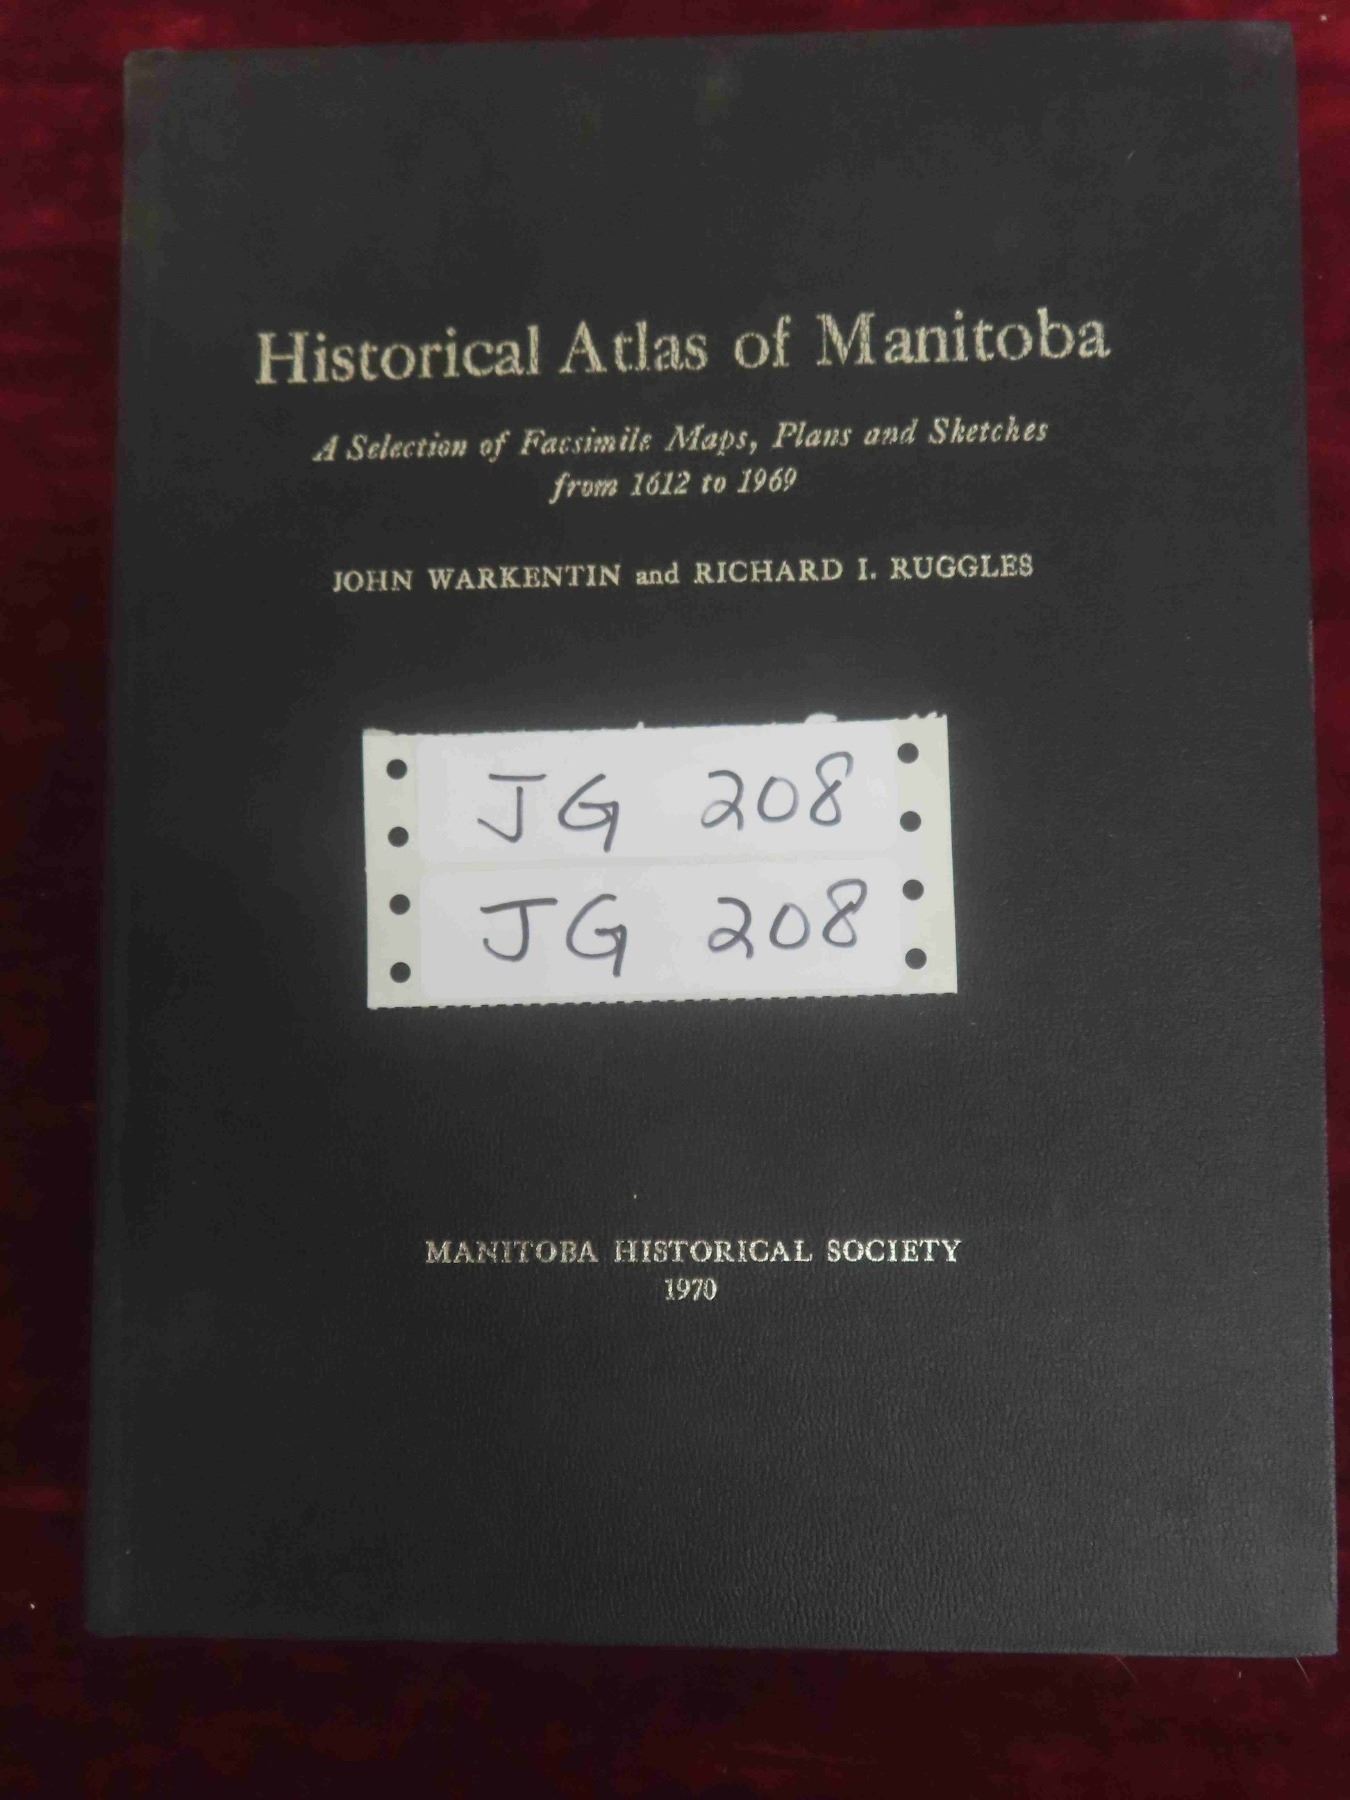 Historical Atlas of Manitoba
A Selection of Facsimile Maps, Plans and Sketches
from 1612 to 1969
JOHN WARKENTIN and RICHARD I. RUGGLES
JG 208
JG 208
MANITOBA HISTORICAL SOCIETY
1970